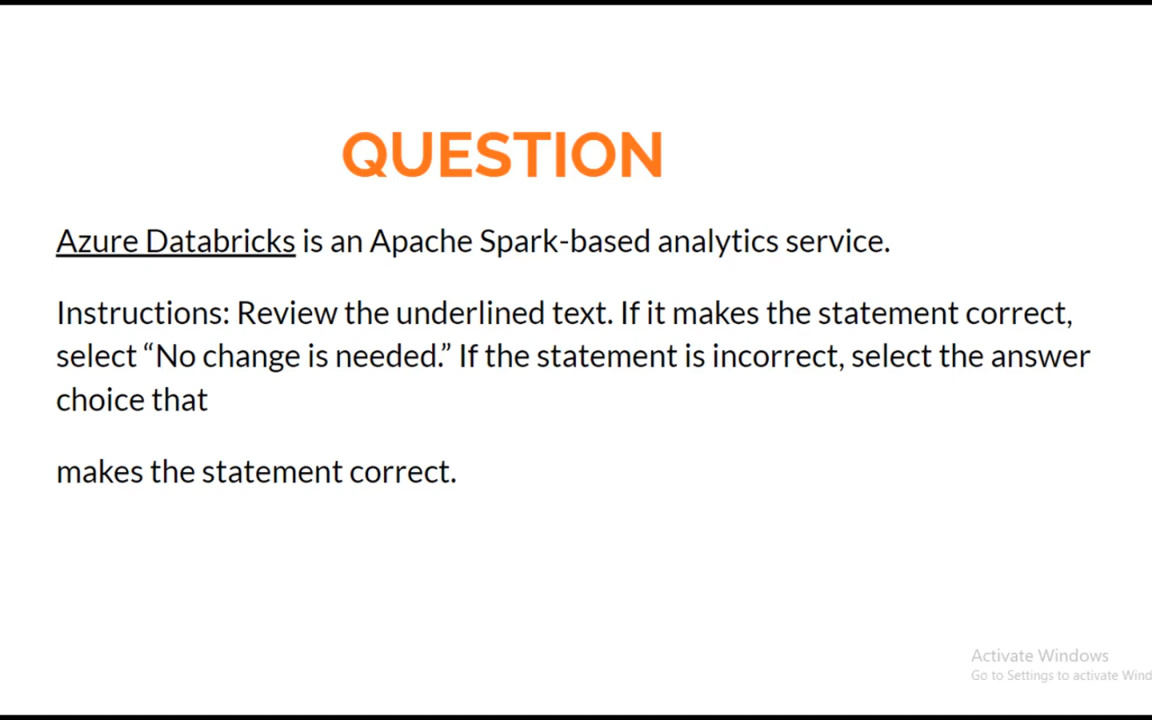 QUESTION
Azure Databricks is an Apache Spark-based analytics service.
Instructions: Review the underlined text. If it makes the statement correct,
select “No change is needed.” If the statement is incorrect, select the answer
choice that
makes the statement correct.
Activate Windows
Go to Settings to activate Wind